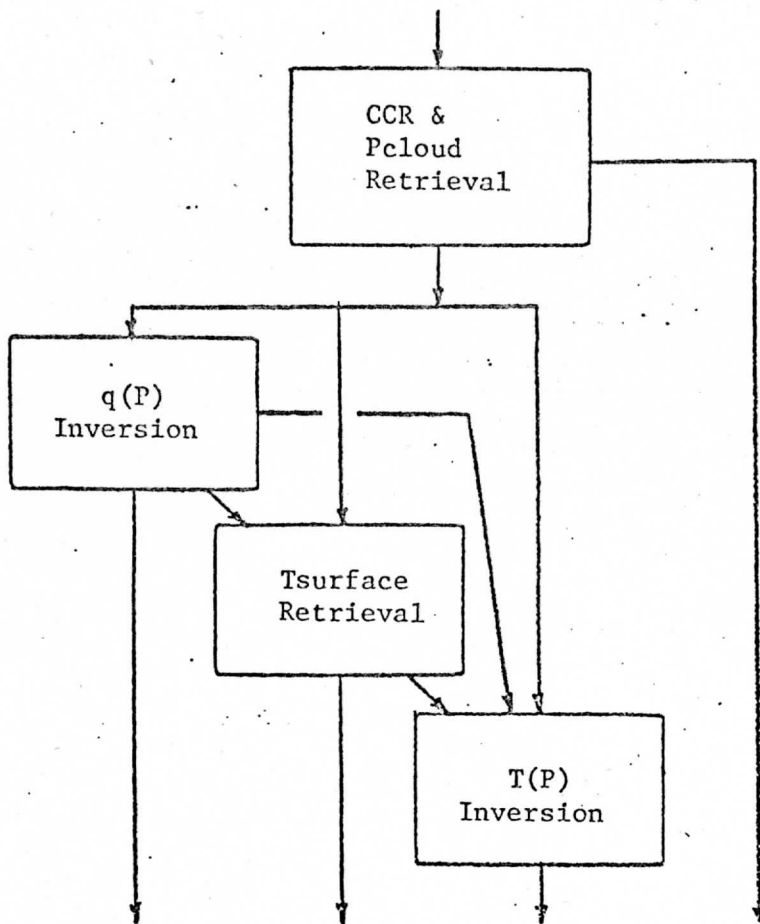 CCR &
Pcloud
Retrieval
q(P)
Inversion
Tsurface
Retrieval
T(P)
Inversion